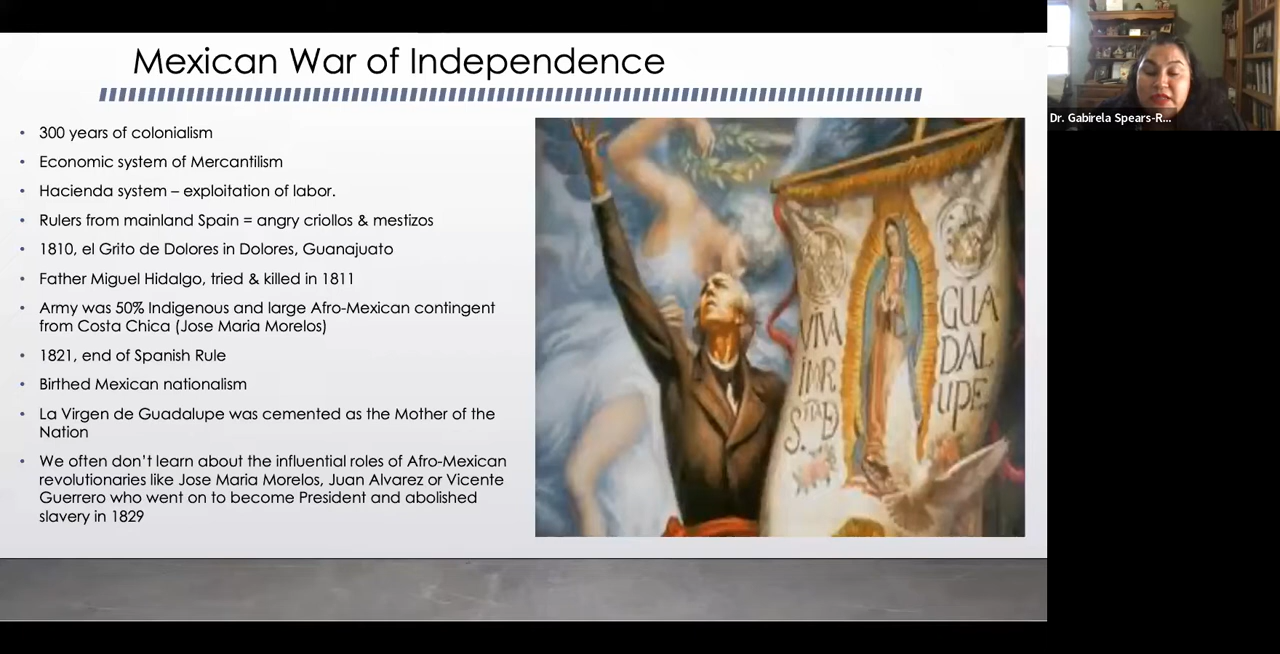 Mexican War of Independence
• 300 years of colonialism
• Economic system of Mercantilism
• Hacienda system – exploitation of labor.
• Rulers from mainland Spain = angry criollos & mestizos
• 1810, el Grito de Dolores in Dolores, Guanajuato
• Father Miguel Hidalgo, tried & killed in 1811
• Army was 50% Indigenous and large Afro-Mexican contingent
from Costa Chica (Jose Maria Morelos)
• 1821, end of Spanish Rule
• Birthed Mexican nationalism
• La Virgen de Guadalupe was cemented as the Mother of the
Nation
• We often don’t learn about the influential roles of Afro-Mexican
revolutionaries like Jose Maria Morelos, Juan Alvarez or Vicente
Guerrero who went on to become President and abolished
slavery in 1829
VIVA
GUA
DAL
UPE.
Dr. Gabirela Spears-R...